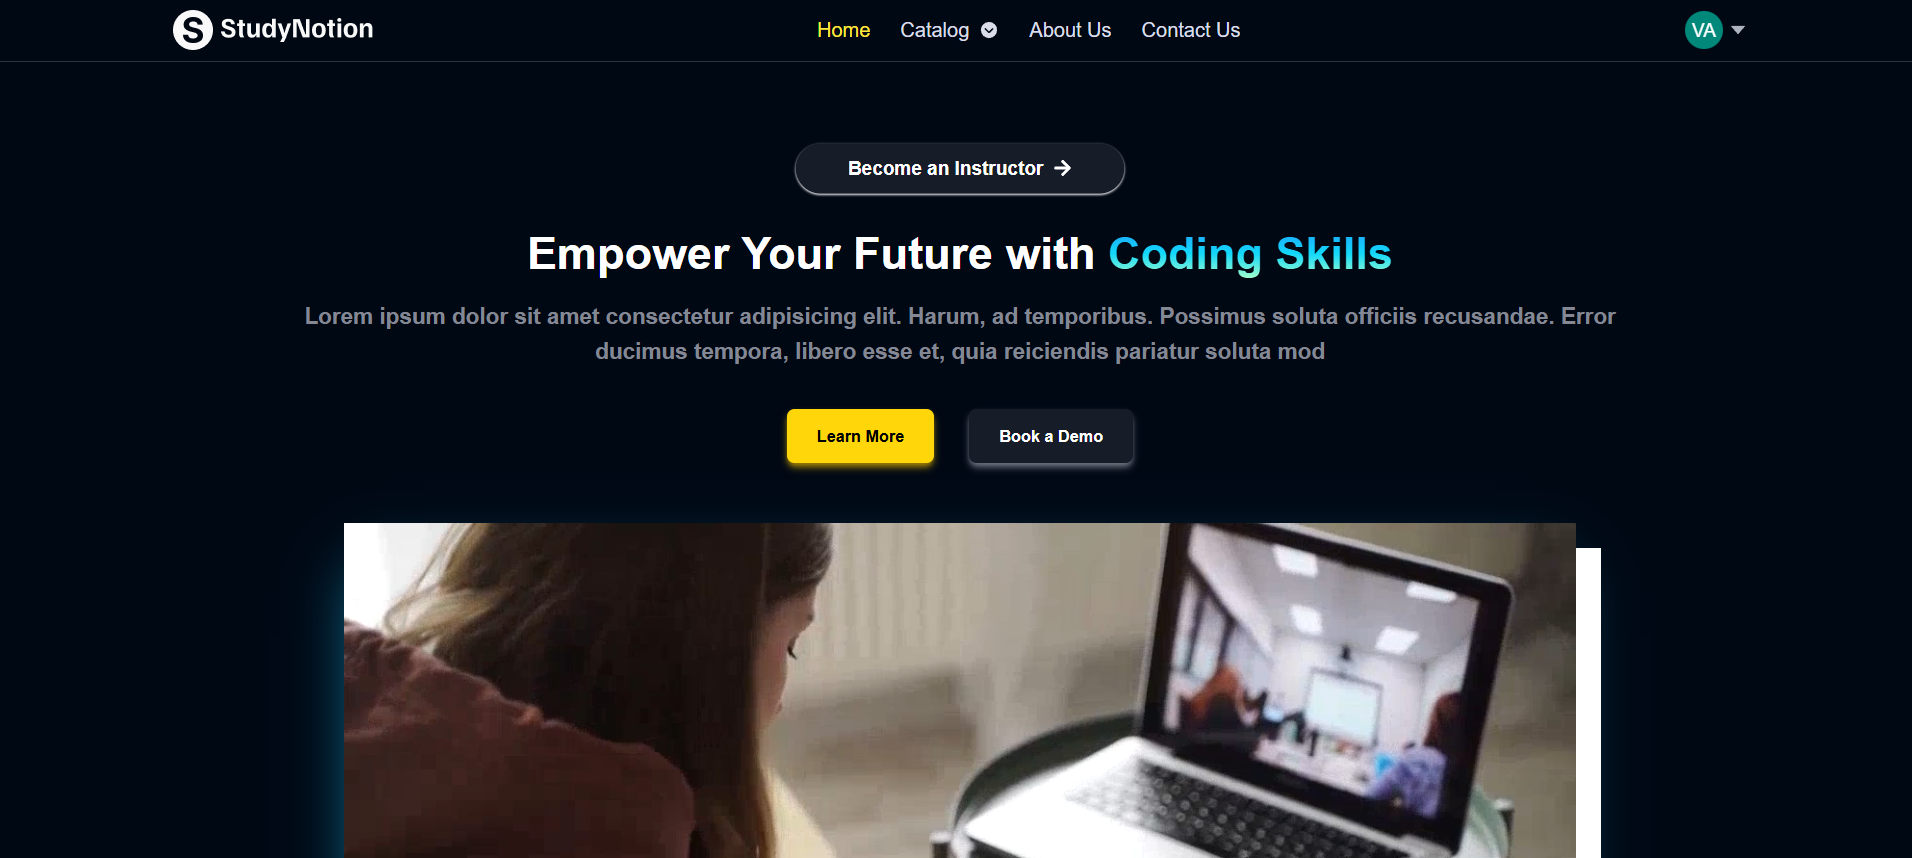 S StudyNotion
Home Catalog About Us Contact Us
VA
Become an Instructor
Empower Your Future with Coding Skills
Lorem ipsum dolor sit amet consectetur adipisicing elit. Harum, ad temporibus. Possimus soluta officiis recusandae. Error
ducimus tempora, libero esse et, quia reiciendis pariatur soluta mod
Learn More Book a Demo